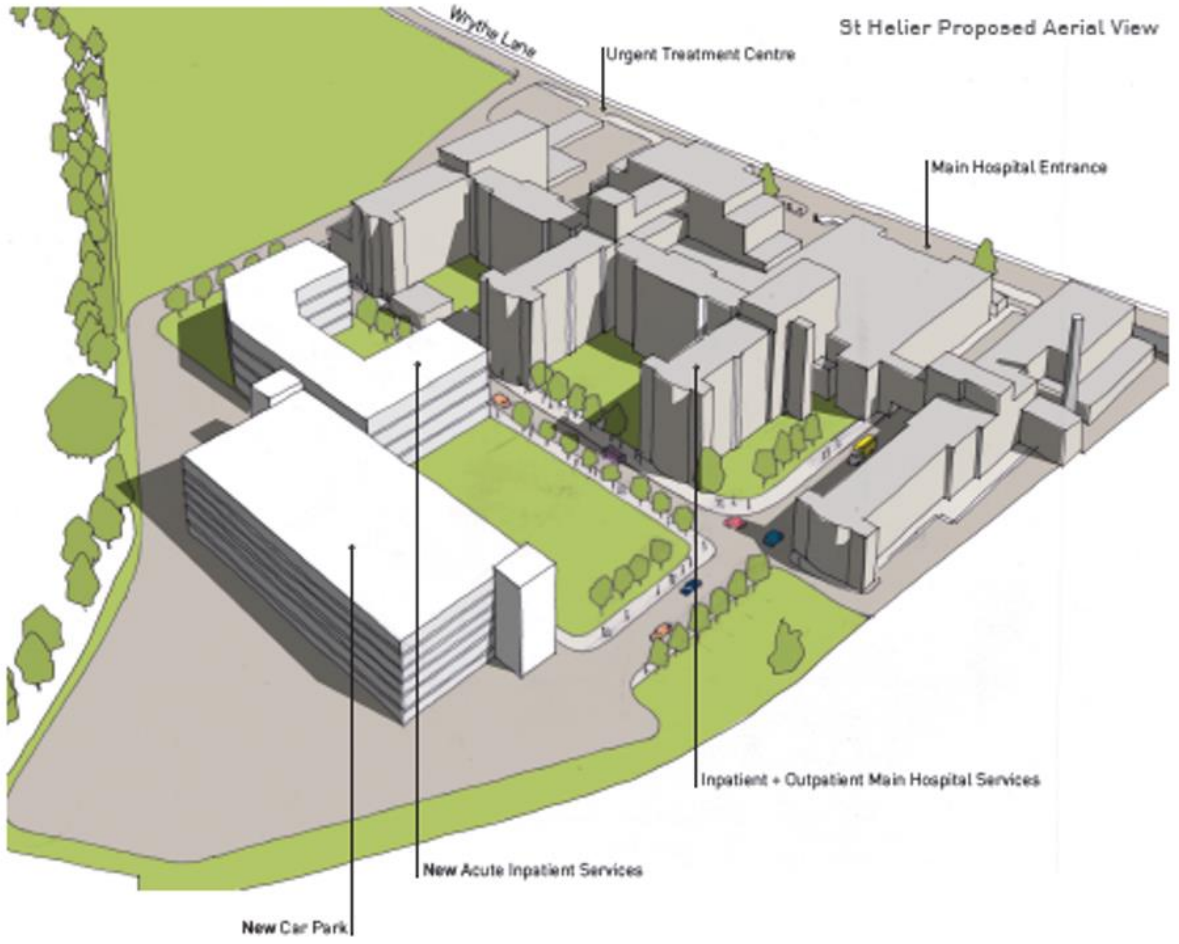 Wrythe Lane
St Helier Proposed Aerial View
Urgent Treatment Centre
Main Hospital Entrance
Inpatient + Outpatient Main Hospital Services
New Acute Inpatient Services
New Car Park